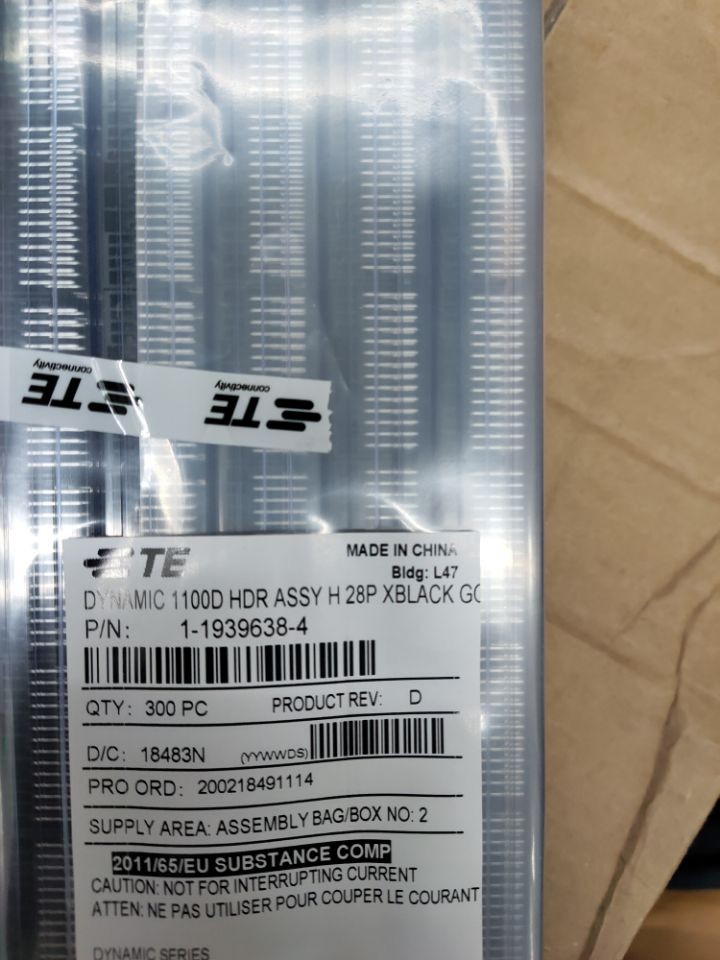 TE
connectivity
TE
connectivity
TE
MADE IN CHINA
Bldg: L47
DYNAMIC 1100D HDR ASSY H 28P XBLACK GO
P/N: 1-1939638-4
QTY: 300 PC PRODUCT REV: D
D/C: 18483N (YYWWDS)
PRO ORD: 200218491114
SUPPLY AREA: ASSEMBLY BAG/BOX NO: 2
2011/65/EU SUBSTANCE COMP
CAUTION: NOT FOR INTERRUPTING CURRENT
ATTEN: NE PAS UTILISER POUR COUPER LE COURANT
DYNAMIC SERIES